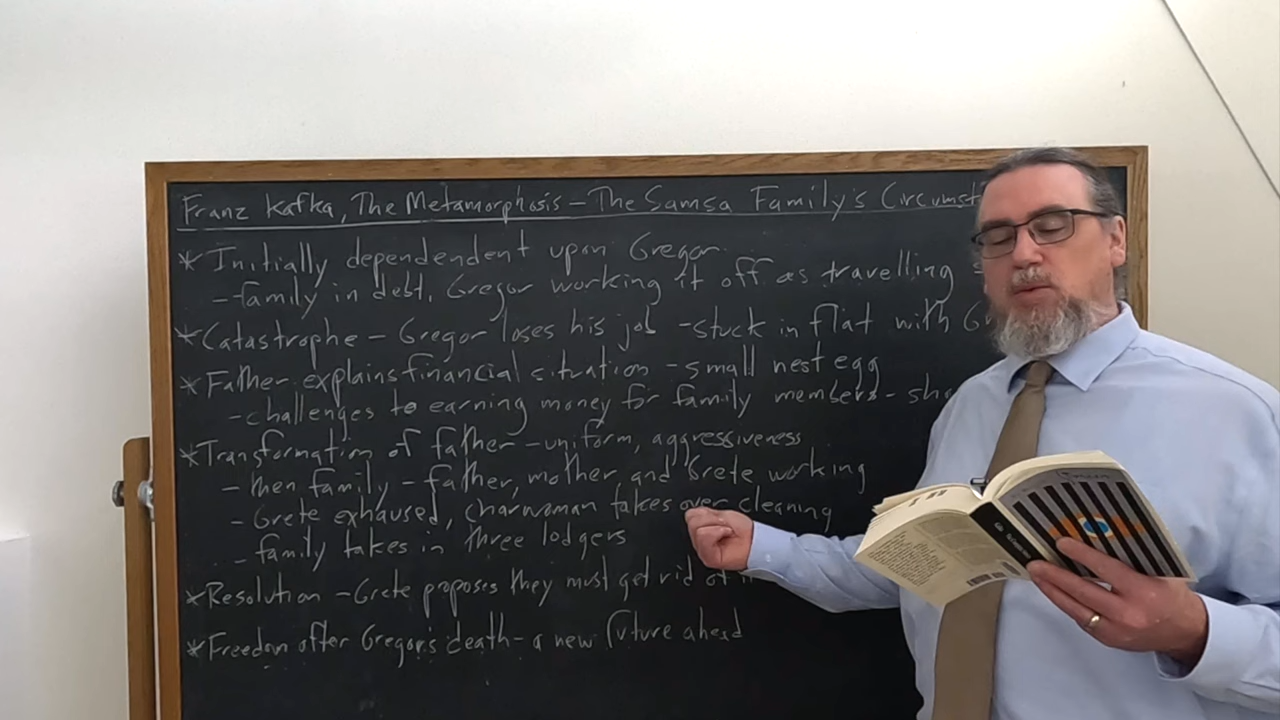 Franz Kafka, The Metamorphosis – The Samsa Family's Circumst
* Initially dependent upon Gregor
- family in debt, Gregor working it off as travelling s
* Catastrophe – Gregor loses his job - stuck in flat with G
* Father explains financial situation - small nest egg
- challenges to earning money for family members - sho
* Transformation of father - uniform, aggressiveness
- then family - father, mother, and Grete working
- Grete exhaused, charwoman takes over cleaning
- family takes in three lodgers
* Resolution - Grete proposes they must get rid of i
* Freedom after Gregor's death - a new future ahead